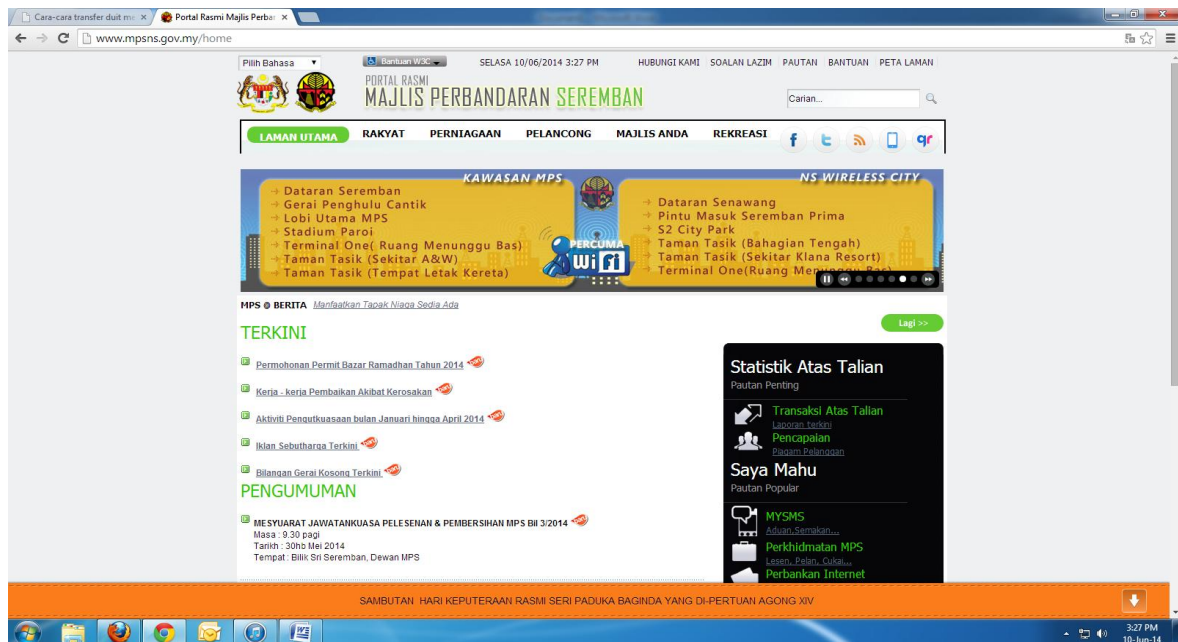 Cara-cara transfer duit me
Portal Rasmi Majlis Perbar
www.mpsns.gov.my/home
Pilih Bahasa
Bantuan W3C
SELASA 10/06/2014 3:27 PM
HUBUNGI KAMI SOALAN LAZIM PAUTAN BANTUAN PETA LAMAN
PORTAL RASMI
MAJLIS PERBANDARAN SEREMBAN
Carian...
LAMAN UTAMA RAKYAT PERNIAGAAN PELANCONG MAJLIS ANDA REKREASI
f t qr
KAWASAN MPS
Dataran Seremban
Gerai Penghulu Cantik
Lobi Utama MPS
Stadium Paroi
Terminal One( Ruang Menunggu Bas)
Taman Tasik (Sekitar A&W)
Taman Tasik (Tempat Letak Kereta)
PERCUMA
WiFi
NS WIRELESS CITY
Dataran Senawang
Pintu Masuk Seremban Prima
S2 City Park
Taman Tasik (Bahagian Tengah)
Taman Tasik (Sekitar Klana Resort)
Terminal One(Ruang Menunggu Bas)
MPS @ BERITA Manfaatkan Tapak Niaga Sedia Ada
Lagi >>
TERKINI
Permohonan Permit Bazar Ramadhan Tahun 2014
Kerja - kerja Pembaikan Akibat Kerosakan
Aktiviti Penguatkuasaan bulan Januari hingga April 2014
Iklan Sebutharga Terkini
Bilangan Gerai Kosong Terkini
PENGUMUMAN
MESYUARAT JAWATANKUASA PELESENAN & PEMBERSIHAN MPS Bil 3/2014
Masa : 9.30 pagi
Tarikh : 30hb Mei 2014
Tempat : Bilik Sri Seremban, Dewan MPS
Statistik Atas Talian
Pautan Penting
Transaksi Atas Talian
Laporan terkini
Pencapaian
Piagam Pelanggan
Saya Mahu
Pautan Popular
MYSMS
Aduan,Semakan...
Perkhidmatan MPS
Lesen, Pelan, Cukai...
Perbankan Internet
SAMBUTAN HARI KEPUTERAAN RASMI SERI PADUKA BAGINDA YANG DI-PERTUAN AGONG XIV
3:27 PM
10-Jun-14